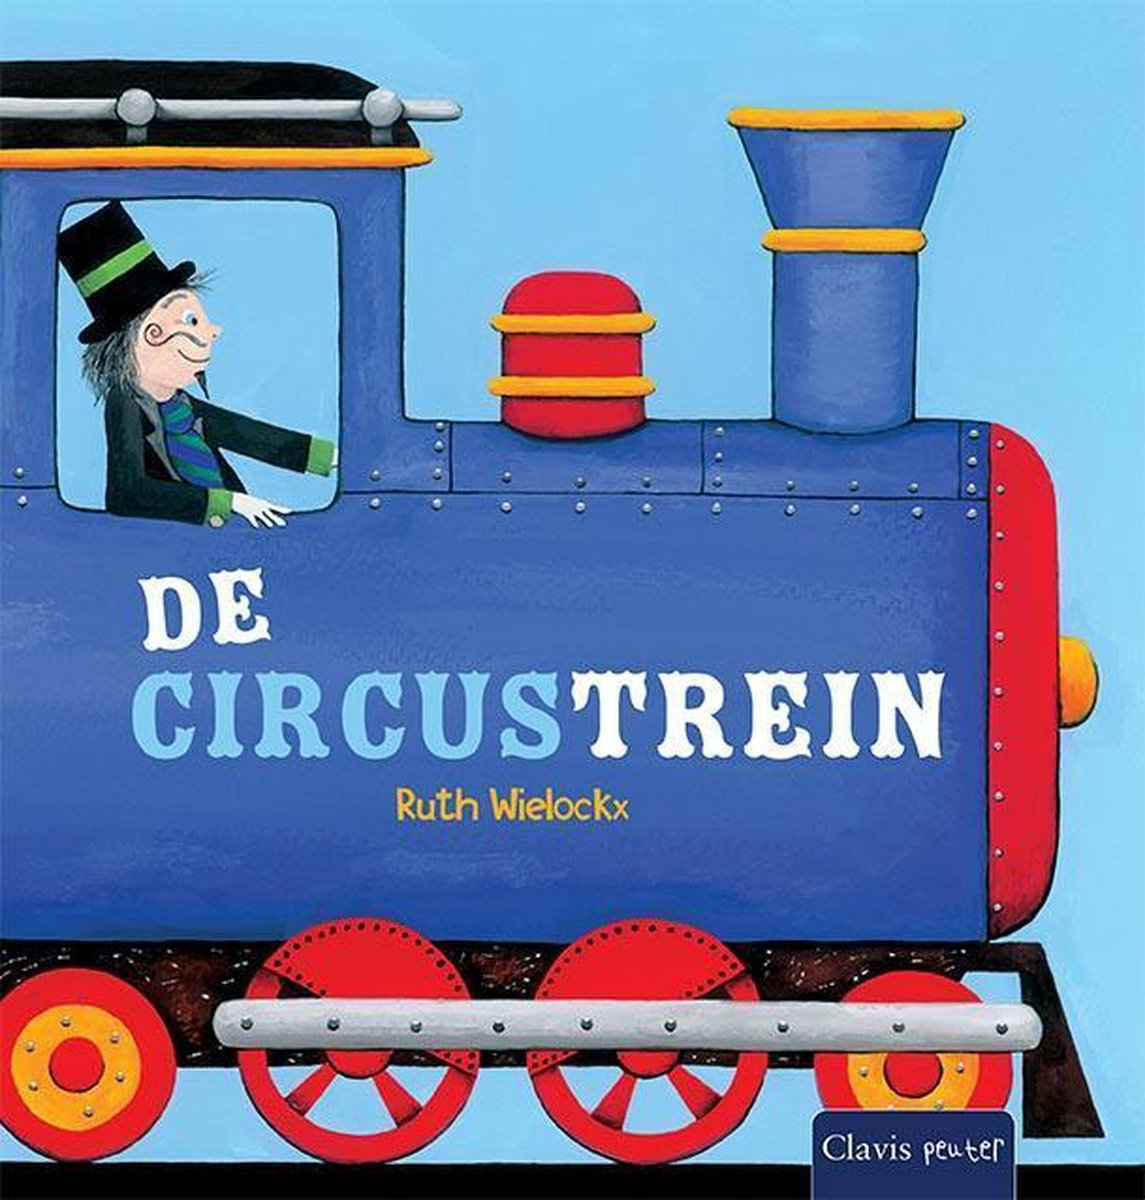 DE
CIRCUSTREIN
Ruth Wielockx
Clavis peuter